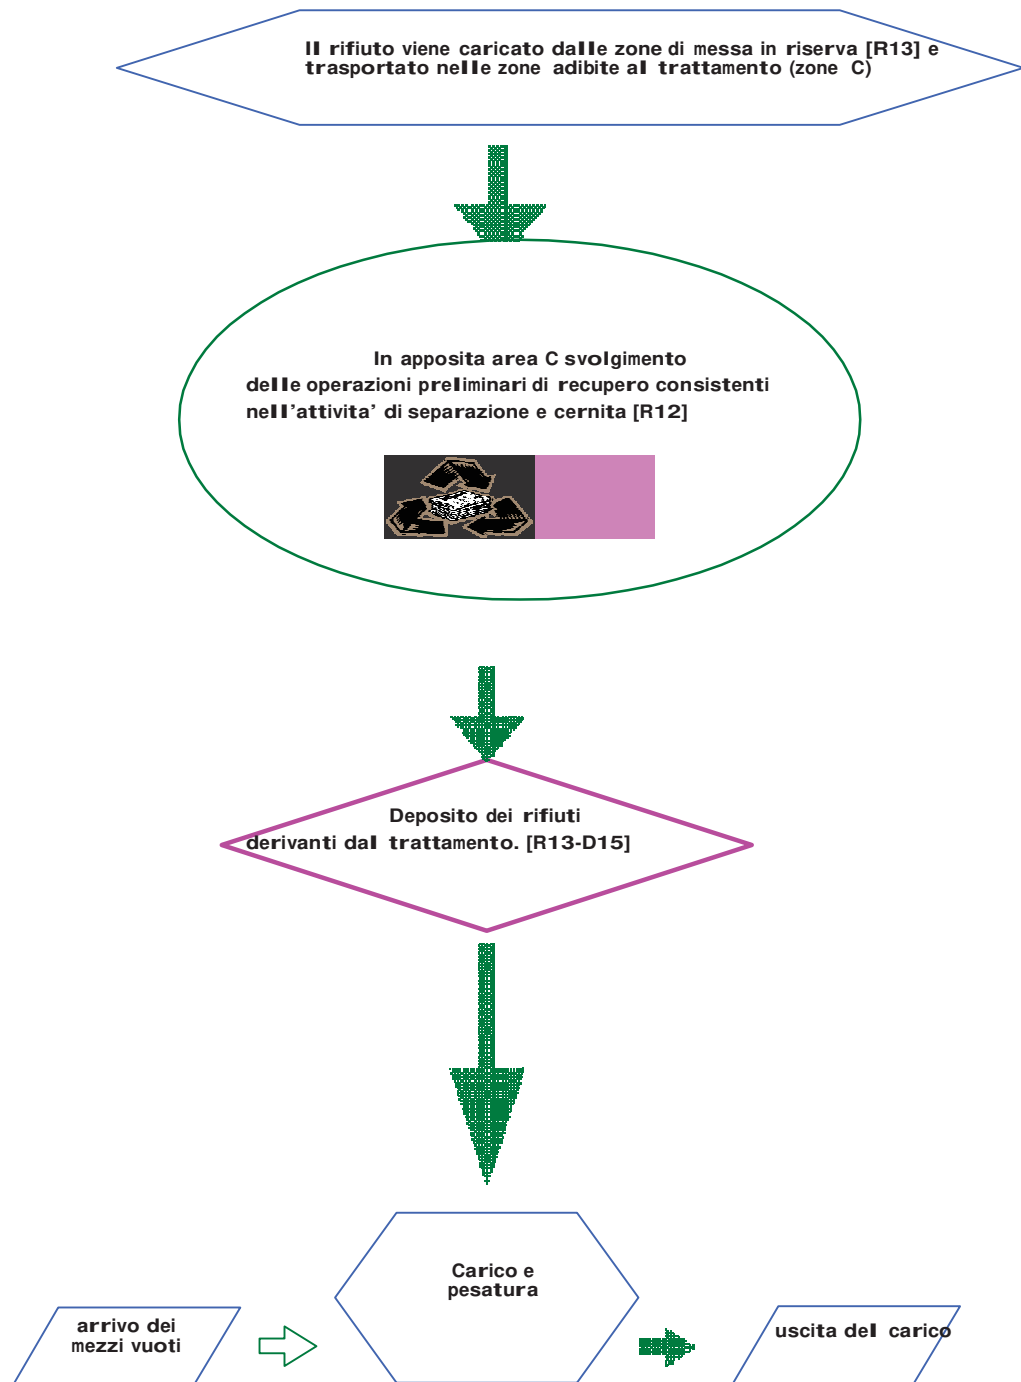 Il rifiuto viene caricato dalle zone di messa in riserva [R13] e
trasportato nelle zone adibite al trattamento (zone C)
In apposita area C svolgimento
delle operazioni preliminari di recupero consistenti
nell'attivita' di separazione e cernita [R12]
Deposito dei rifiuti
derivanti dal trattamento. [R13-D15]
Carico e
pesatura
arrivo dei
mezzi vuoti
uscita del carico